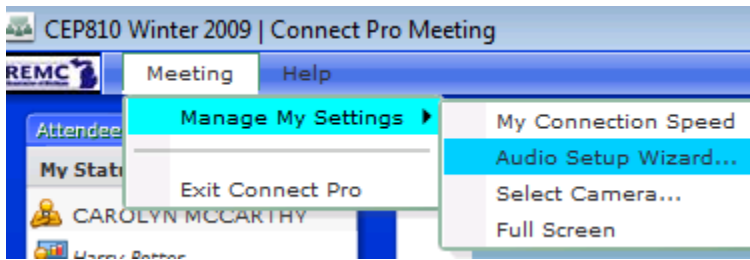 CEP810 Winter 2009 | Connect Pro Meeting
REMC
Meeting
Help
Attendee
Manage My Settings
My Connection Speed
My Stat
Audio Setup Wizard...
Exit Connect Pro
Select Camera...
CAROLYN MCCARTHY
Full Screen
Harry Potter